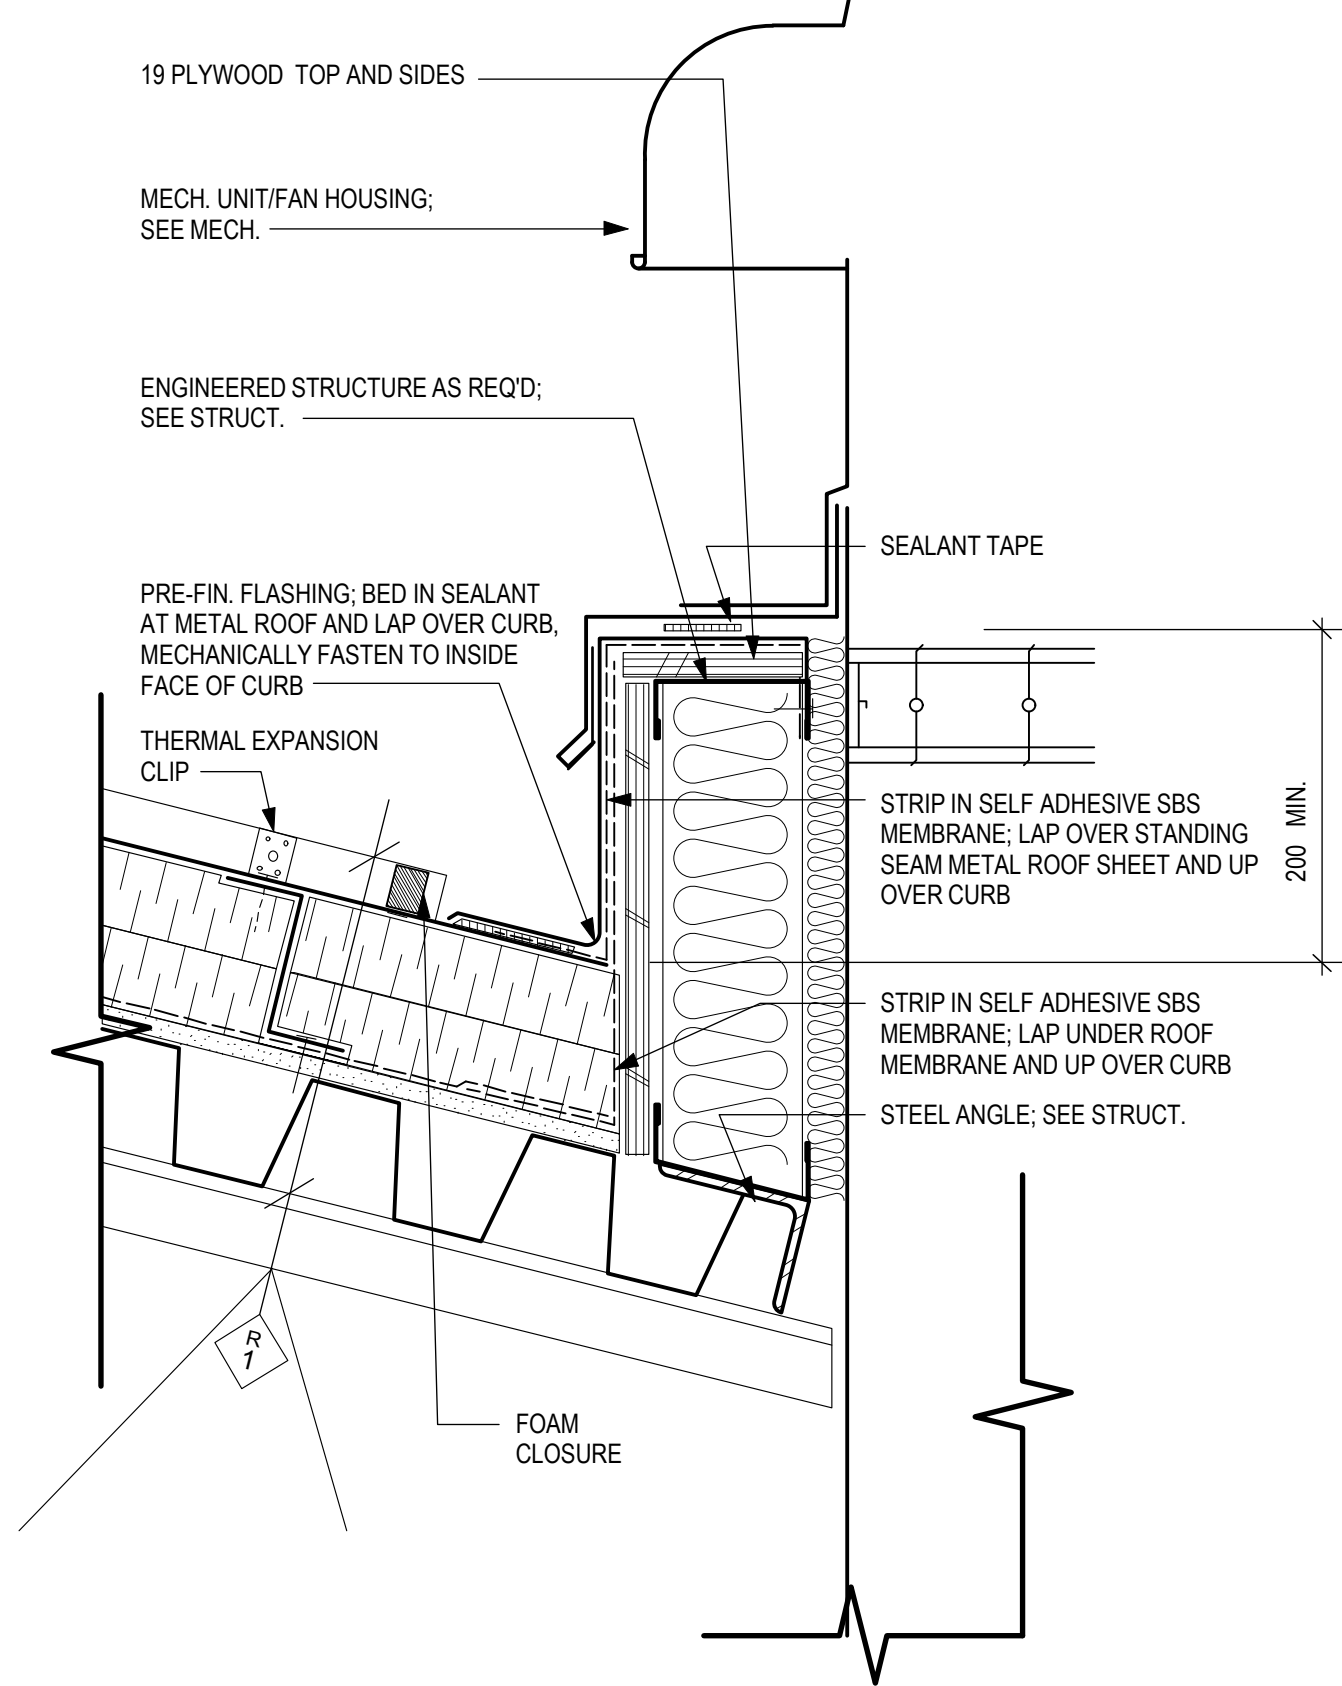 19 PLYWOOD TOP AND SIDES
MECH. UNIT/FAN HOUSING;
SEE MECH.
ENGINEERED STRUCTURE AS REQ'D;
SEE STRUCT.
SEALANT TAPE
PRE-FIN. FLASHING; BED IN SEALANT
AT METAL ROOF AND LAP OVER CURB,
MECHANICALLY FASTEN TO INSIDE
FACE OF CURB
THERMAL EXPANSION
CLIP
STRIP IN SELF ADHESIVE SBS
MEMBRANE; LAP OVER STANDING
SEAM METAL ROOF SHEET AND UP
OVER CURB
200 MIN.
STRIP IN SELF ADHESIVE SBS
MEMBRANE; LAP UNDER ROOF
MEMBRANE AND UP OVER CURB
STEEL ANGLE; SEE STRUCT.
R
1
FOAM
CLOSURE